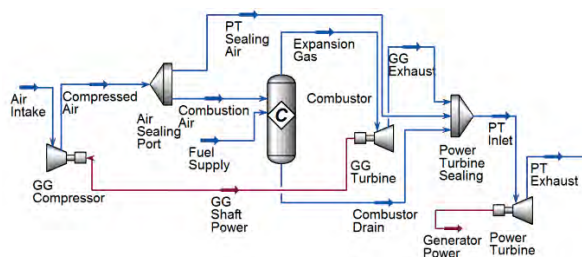 PT
Sealing
Air
Expansion
Gas
GG
Exhaust
Air
Intake
Compressed
Air
Combustion
Air
Combustor
Air
Sealing
Port
C
Fuel
Supply
GG
Turbine
Power
Turbine
Sealing
PT
Inlet
PT
Exhaust
GG
Compressor
GG
Shaft
Power
Combustor
Drain
Generator
Power
Power
Turbine